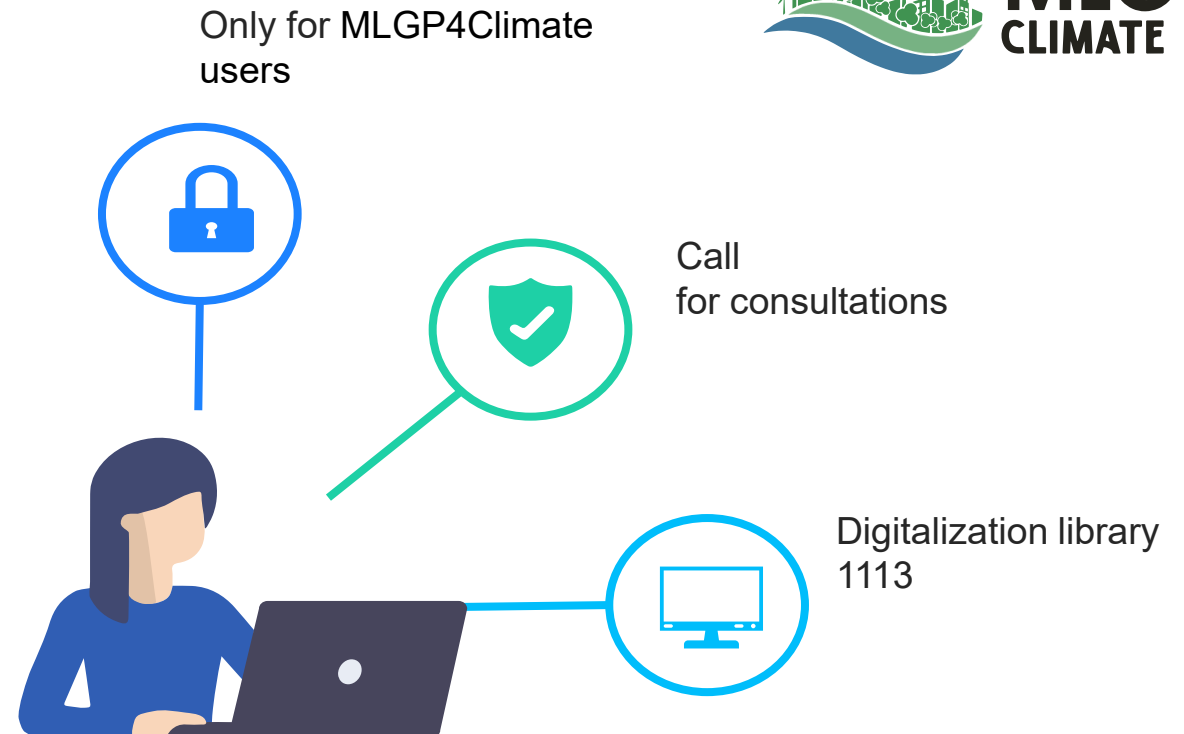 Only for MLGP4Climate
users
CLIMATE
Call
for consultations
Digitalization library
1113